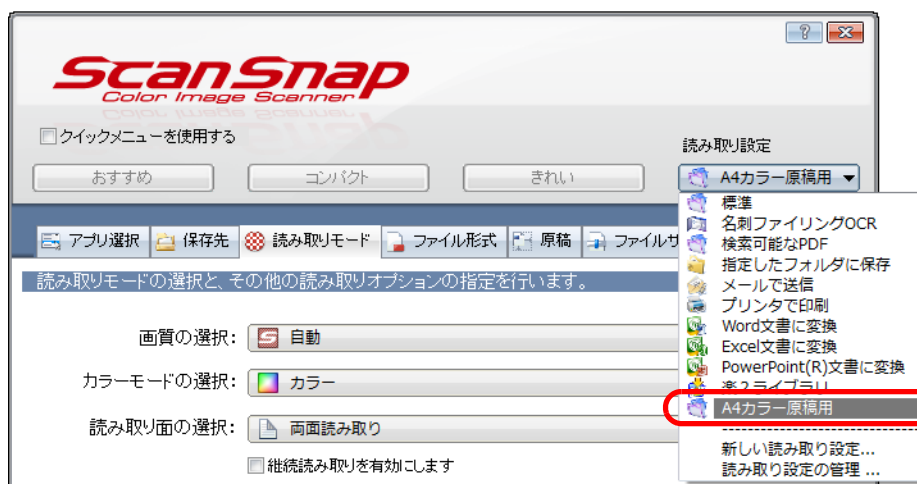 ScanSnap
Color Image Scanner
クイックメニューを使用する
読み取り設定
おすすめ
コンパクト
きれい
A4カラー原稿用
アプリ選択
保存先
読み取りモード
ファイル形式
原稿
ファイルサ
読み取りモードの選択と、その他の読み取りオプションの指定を行います。
画質の選択:
自動
カラーモードの選択:
カラー
読み取り面の選択:
両面読み取り
継続読み取りを有効にします
標準
名刺ファイリングOCR
検索可能なPDF
指定したフォルダに保存
メールで送信
プリンタで印刷
Word文書に変換
Excel文書に変換
PowerPoint(R)文書に変換
楽2ライブラリ
A4カラー原稿用
新しい読み取り設定...
読み取り設定の管理 ...